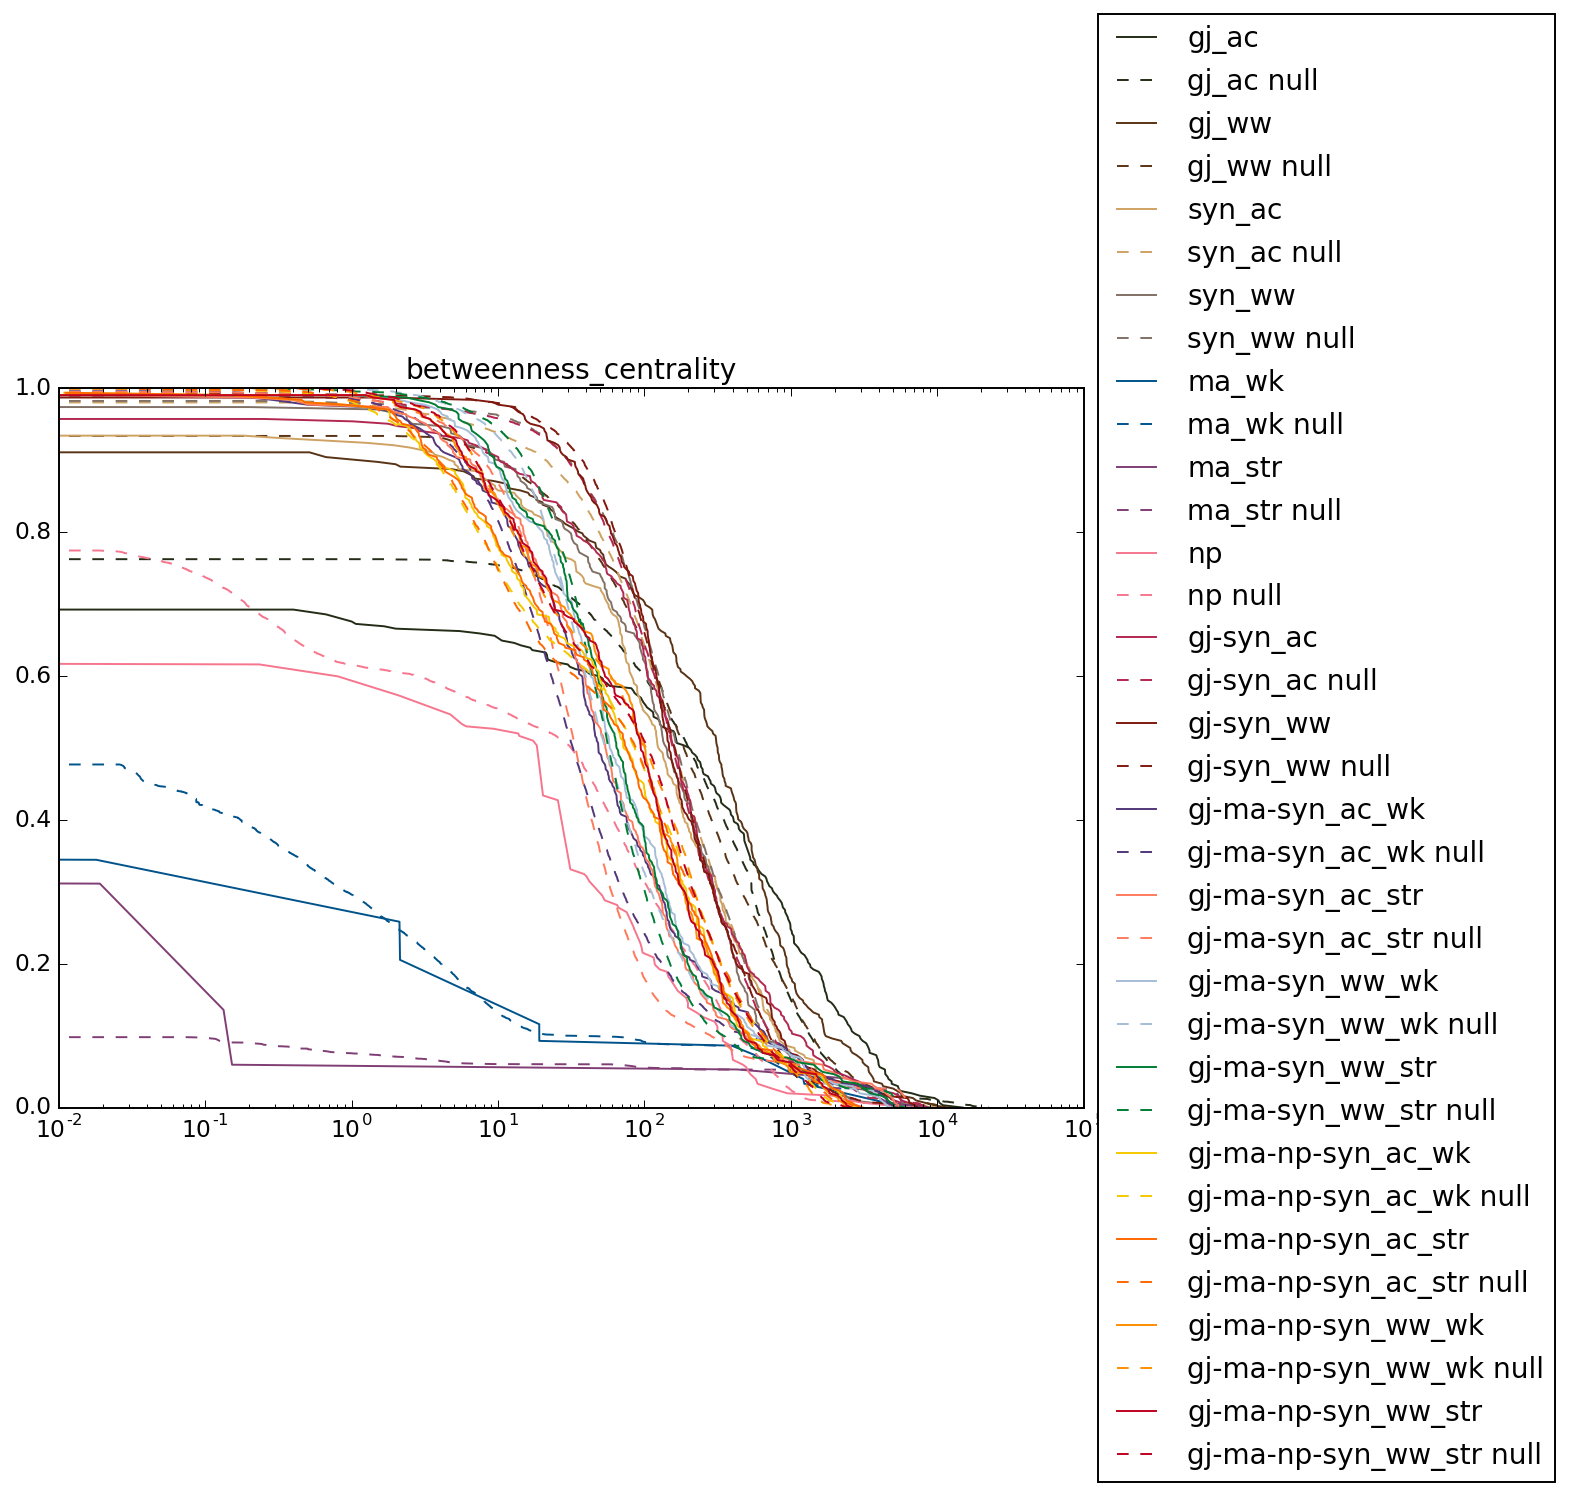 betweenness_centrality
1.0
0.8
0.6
0.4
0.2
0.0
10⁻² 10⁻¹ 10⁰ 10¹ 10² 10³ 10⁴ 10⁵
gj_ac
gj_ac null
gj_ww
gj_ww null
syn_ac
syn_ac null
syn_ww
syn_ww null
ma_wk
ma_wk null
ma_str
ma_str null
np
np null
gj-syn_ac
gj-syn_ac null
gj-syn_ww
gj-syn_ww null
gj-ma-syn_ac_wk
gj-ma-syn_ac_wk null
gj-ma-syn_ac_str
gj-ma-syn_ac_str null
gj-ma-syn_ww_wk
gj-ma-syn_ww_wk null
gj-ma-syn_ww_str
gj-ma-syn_ww_str null
gj-ma-np-syn_ac_wk
gj-ma-np-syn_ac_wk null
gj-ma-np-syn_ac_str
gj-ma-np-syn_ac_str null
gj-ma-np-syn_ww_wk
gj-ma-np-syn_ww_wk null
gj-ma-np-syn_ww_str
gj-ma-np-syn_ww_str null